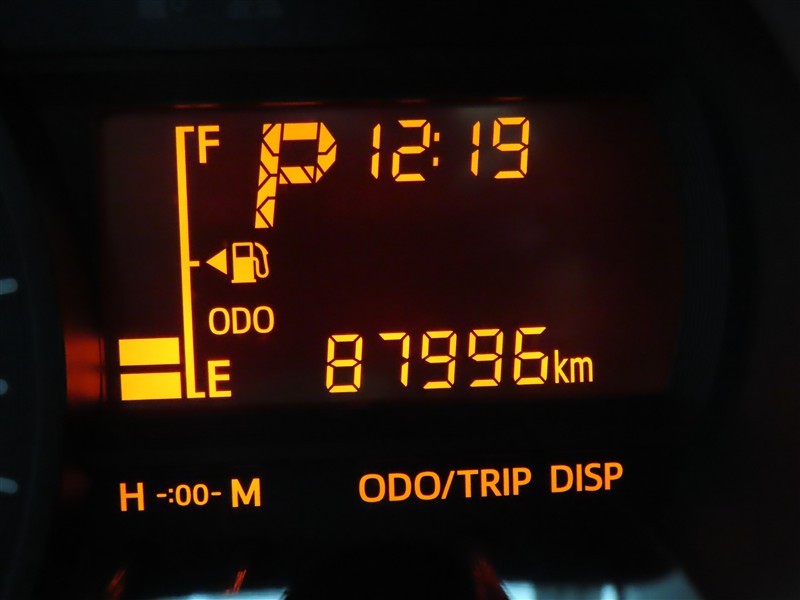 F P 12:19
ODO
E 87996km
H -:00- M ODO/TRIP DISP